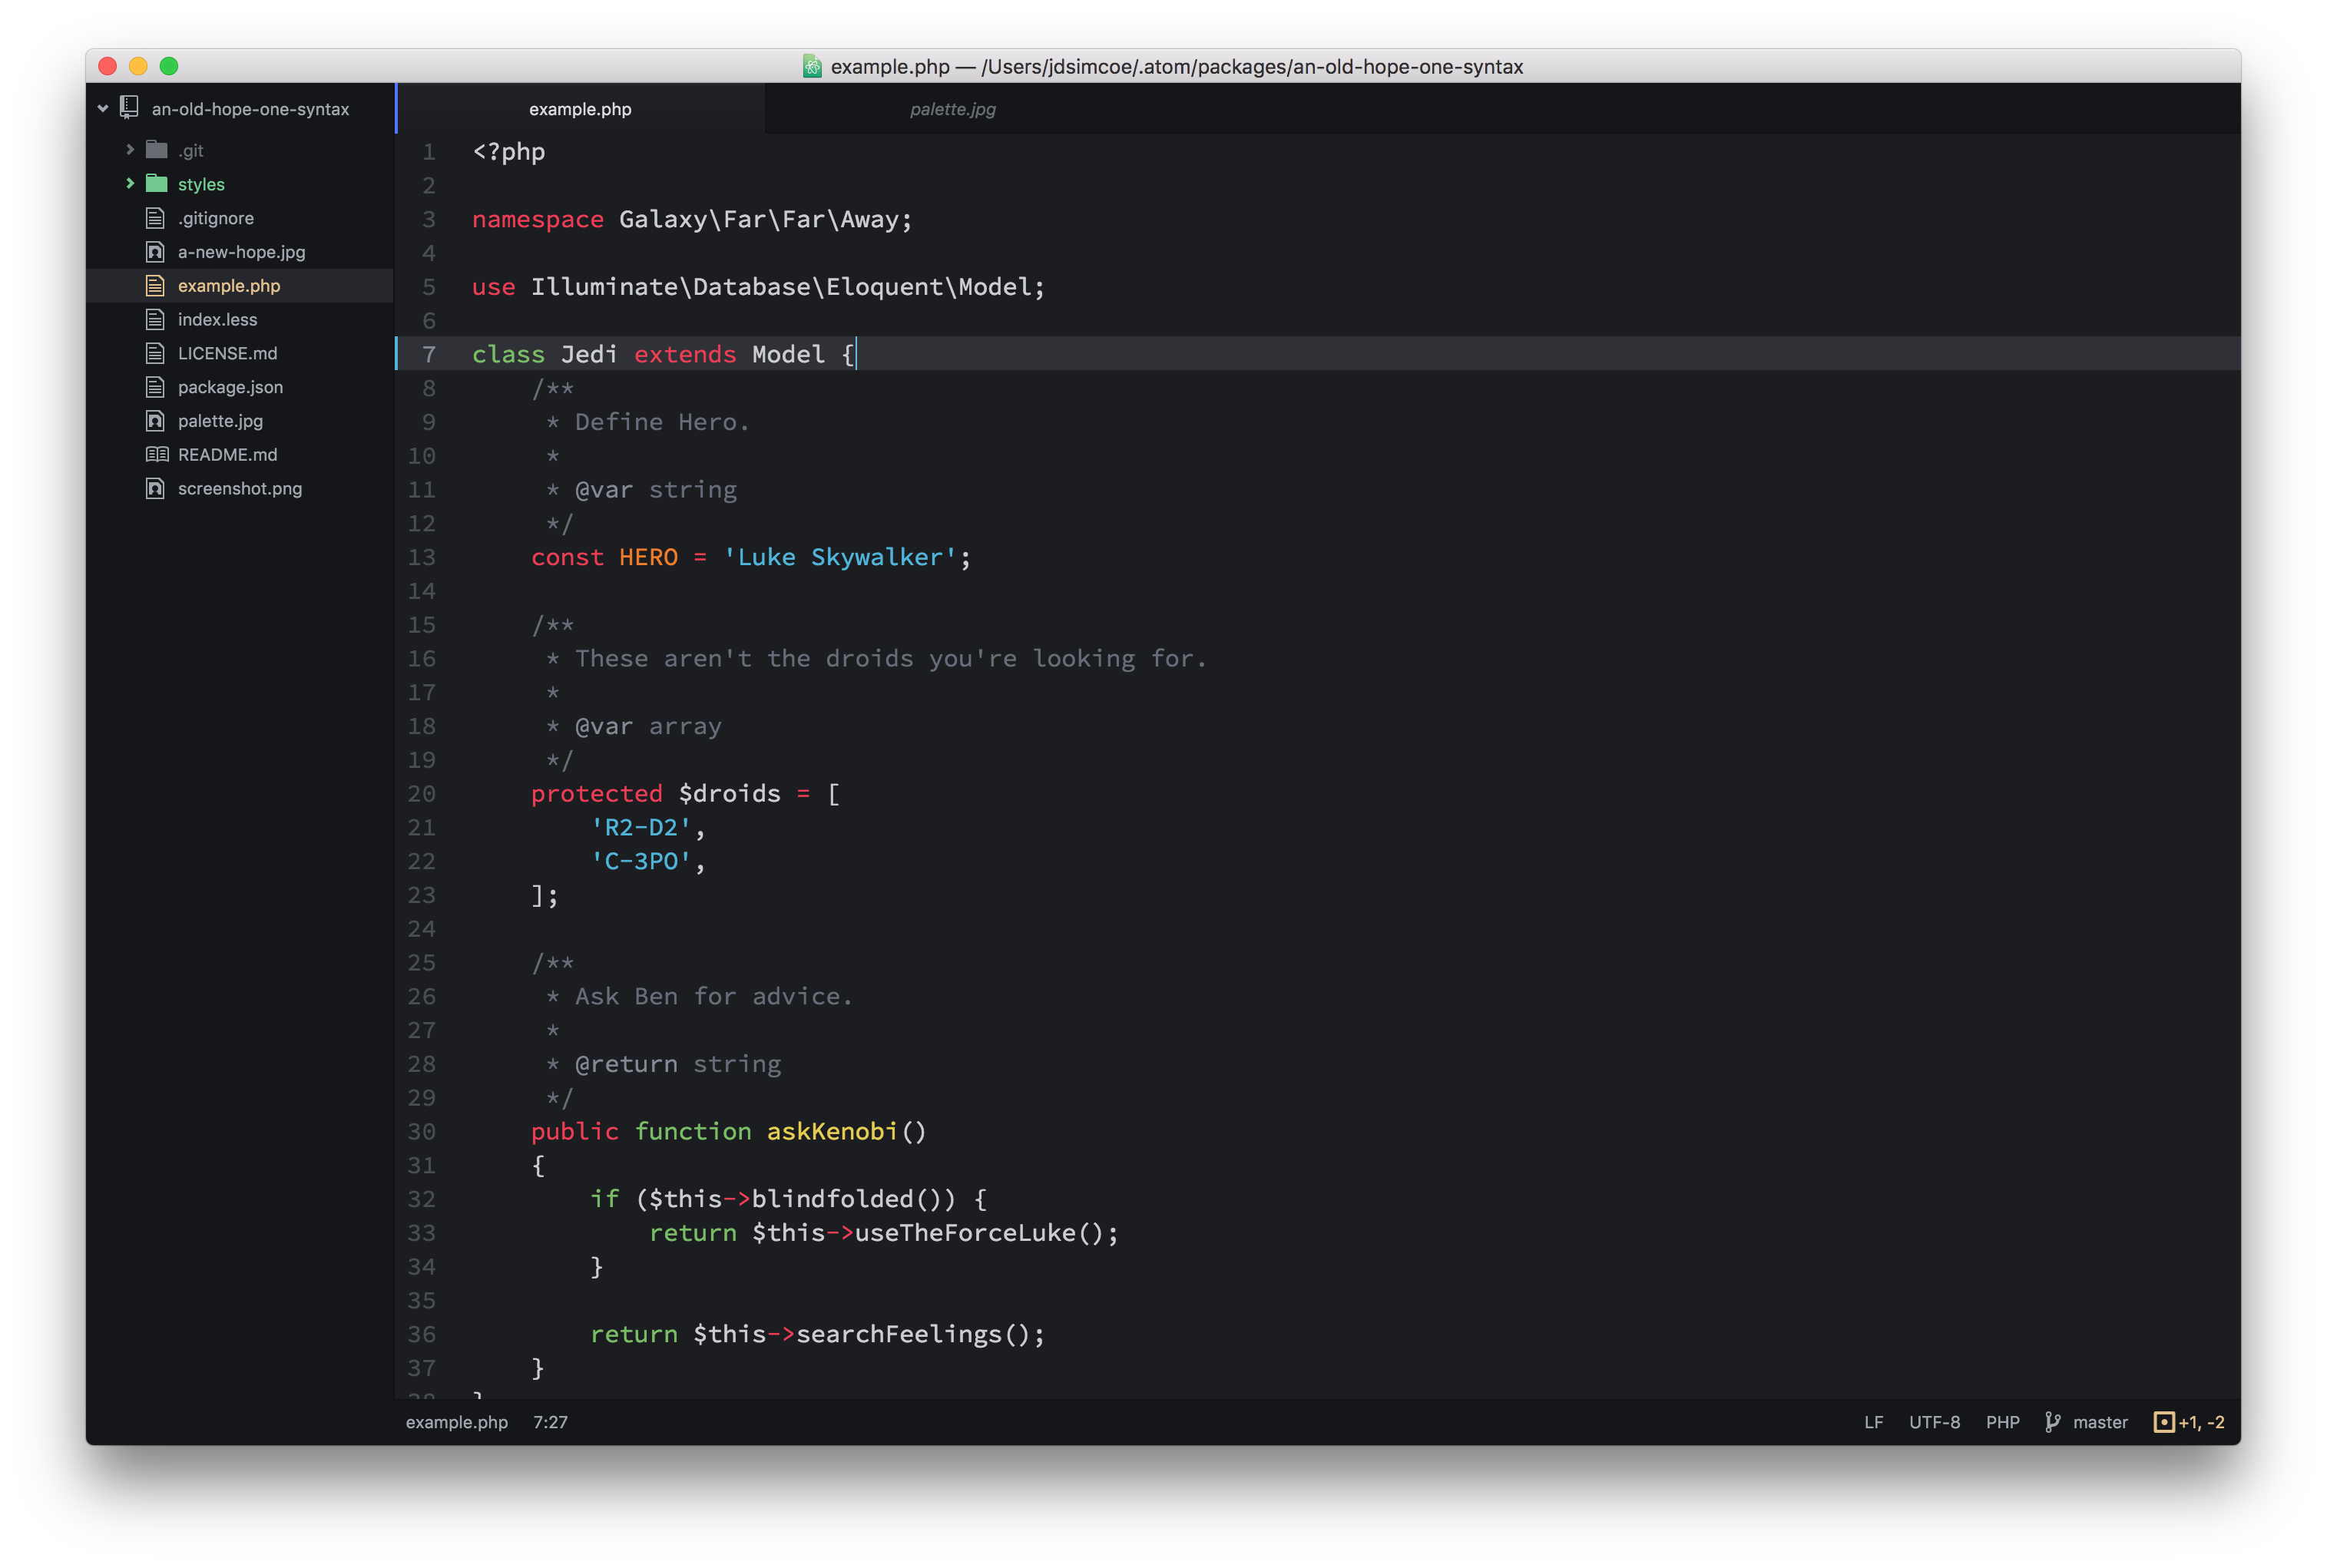 example.php — /Users/jdsimcoe/.atom/packages/an-old-hope-one-syntax
an-old-hope-one-syntax
.git
styles
.gitignore
a-new-hope.jpg
example.php
index.less
LICENSE.md
package.json
palette.jpg
README.md
screenshot.png
example.php
palette.jpg
1 <?php
2
3 namespace Galaxy\Far\Far\Away;
4
5 use Illuminate\Database\Eloquent\Model;
6
7 class Jedi extends Model {
8     /**
9      * Define Hero.
10      *
11      * @var string
12      */
13     const HERO = 'Luke Skywalker';
14
15     /**
16      * These aren't the droids you're looking for.
17      *
18      * @var array
19      */
20     protected $droids = [
21         'R2-D2',
22         'C-3PO',
23     ];
24
25     /**
26      * Ask Ben for advice.
27      *
28      * @return string
29      */
30     public function askKenobi()
31     {
32         if ($this->blindfolded()) {
33             return $this->useTheForceLuke();
34         }
35
36         return $this->searchFeelings();
37     }
example.php 7:27
LF UTF-8 PHP master +1, -2